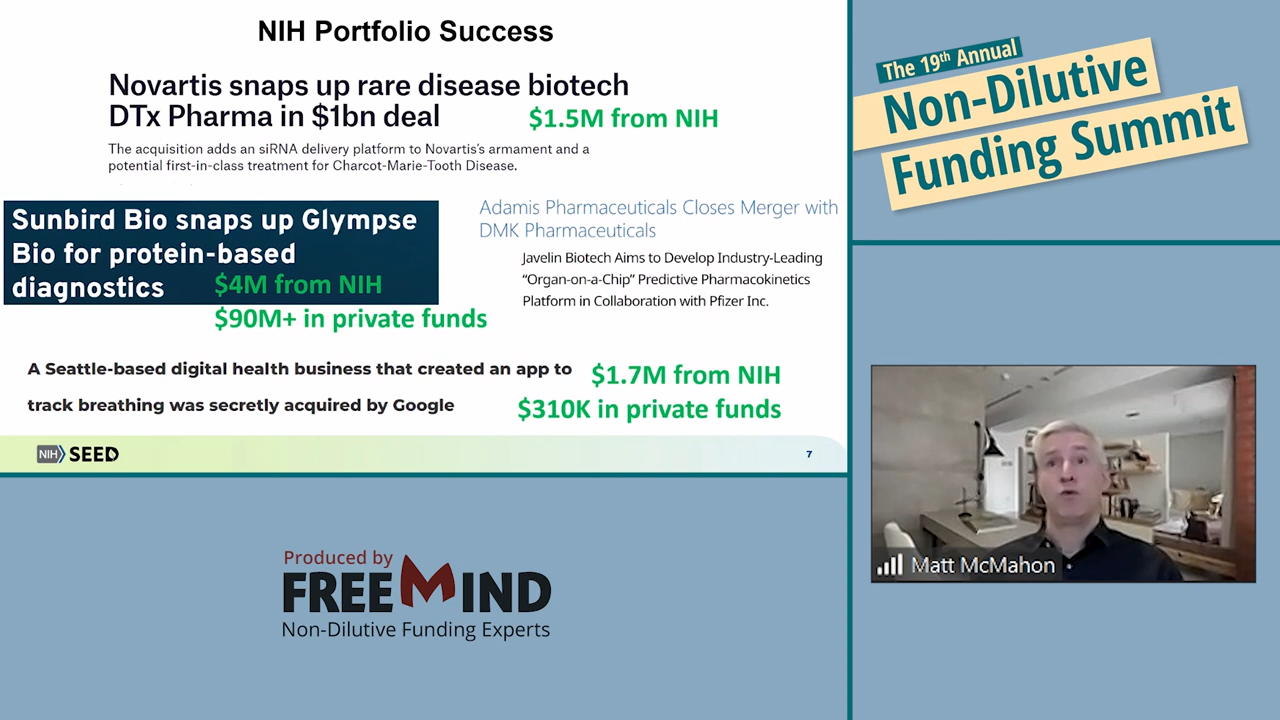 NIH Portfolio Success
Novartis snaps up rare disease biotech
DTx Pharma in $1bn deal
$1.5M from NIH
The acquisition adds an siRNA delivery platform to Novartis's armament and a
potential first-in-class treatment for Charcot-Marie-Tooth Disease.
Sunbird Bio snaps up Glympse
Bio for protein-based
diagnostics
$4M from NIH
$90M+ in private funds
Adamis Pharmaceuticals Closes Merger with
DMK Pharmaceuticals
Javelin Biotech Aims to Develop Industry-Leading
“Organ-on-a-Chip” Predictive Pharmacokinetics
Platform in Collaboration with Pfizer Inc.
A Seattle-based digital health business that created an app to
track breathing was secretly acquired by Google
$1.7M from NIH
$310K in private funds
NIH SEED
7
The 19th Annual
Non-Dilutive
Funding Summit
Matt McMahon
Produced by
FREEMIND
Non-Dilutive Funding Experts